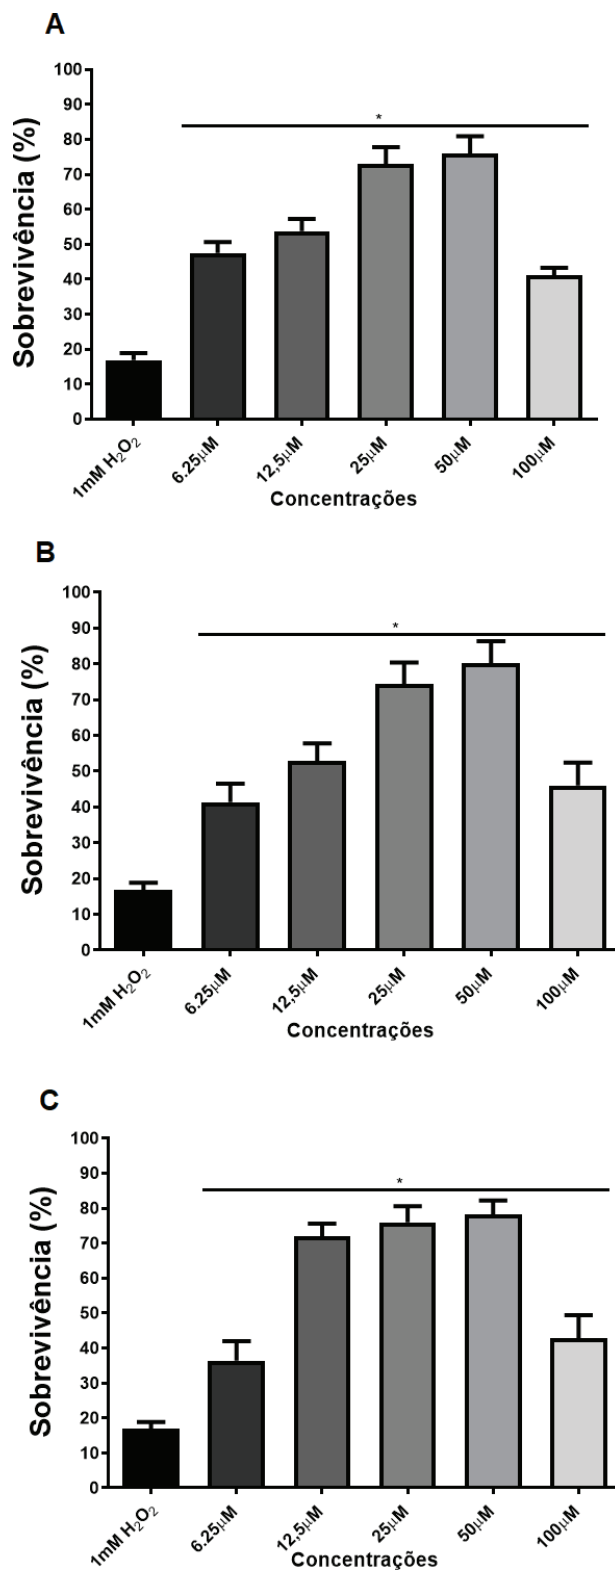 A
Sobrevivência (%)
100
90
80
70
60
50
40
30
20
10
0
*
1mM H₂O₂
6.25μM
12,5μM
25μM
50μM
100μM
Concentrações
B
Sobrevivência (%)
100
90
80
70
60
50
40
30
20
10
0
*
1mM H₂O₂
6.25μM
12,5μM
25μM
50μM
100μM
Concentrações
C
Sobrevivência (%)
100
90
80
70
60
50
40
30
20
10
0
*
1mM H₂O₂
6.25μM
12,5μM
25μM
50μM
100μM
Concentrações